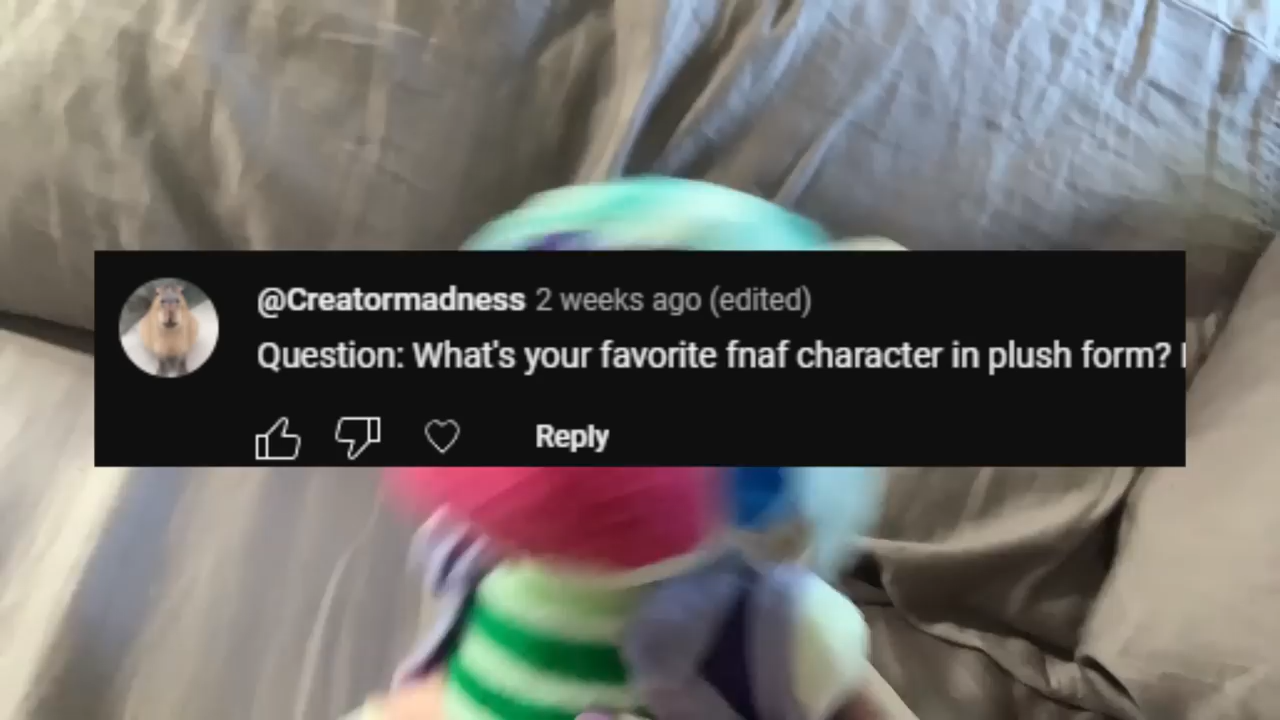 @Creatormadness 2 weeks ago (edited)
Question: What's your favorite fnaf character in plush form?
Reply